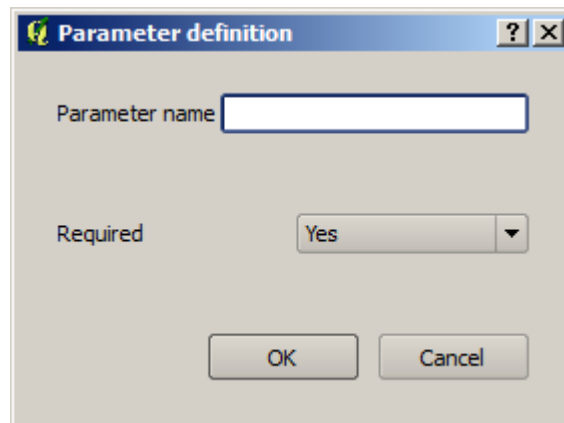 Parameter definition
Parameter name
Required Yes
OK Cancel